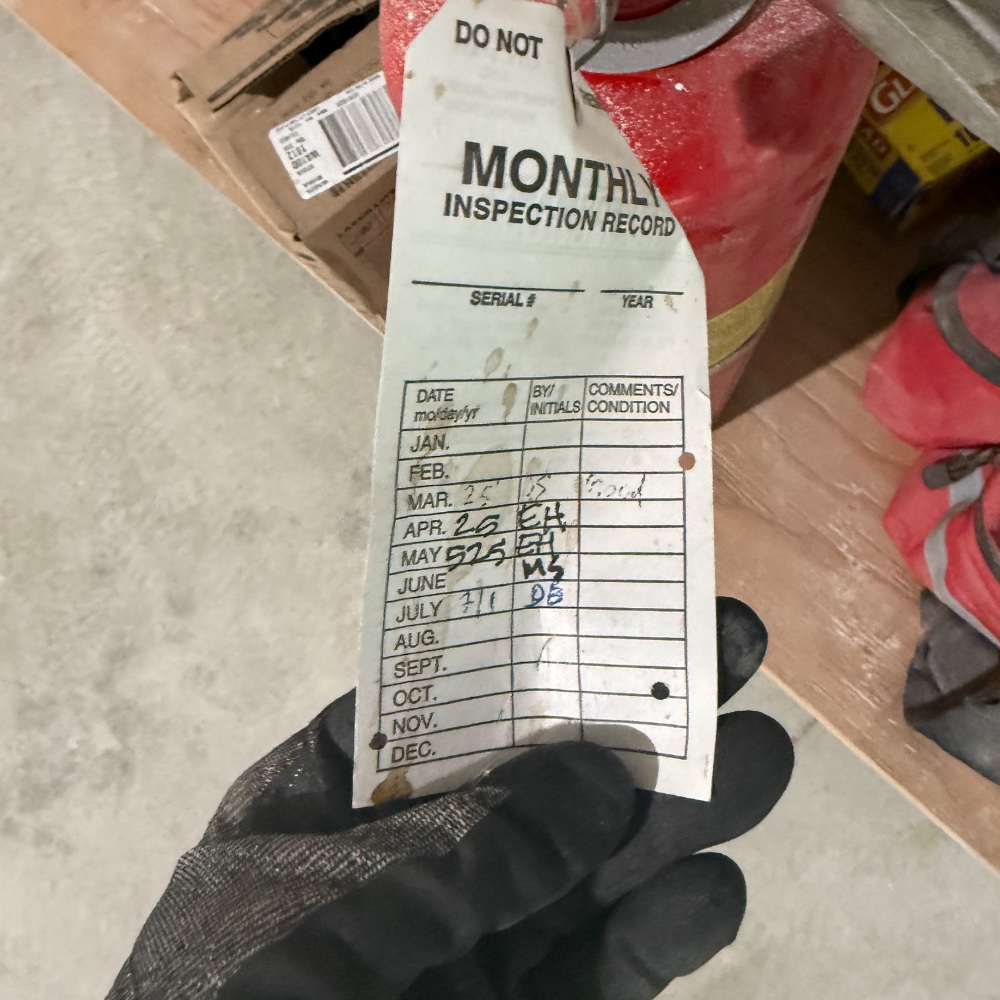 DO NOT
MONTHLY
INSPECTION RECORD
SERIAL # YEAR
DATE mo/day/yr BY/ INITIALS COMMENTS/ CONDITION
JAN.
FEB.
MAR. 25
APR. 25 EH
MAY 525 EH
JUNE MS
JULY 7/1 DB
AUG.
SEPT.
OCT.
NOV.
DEC.